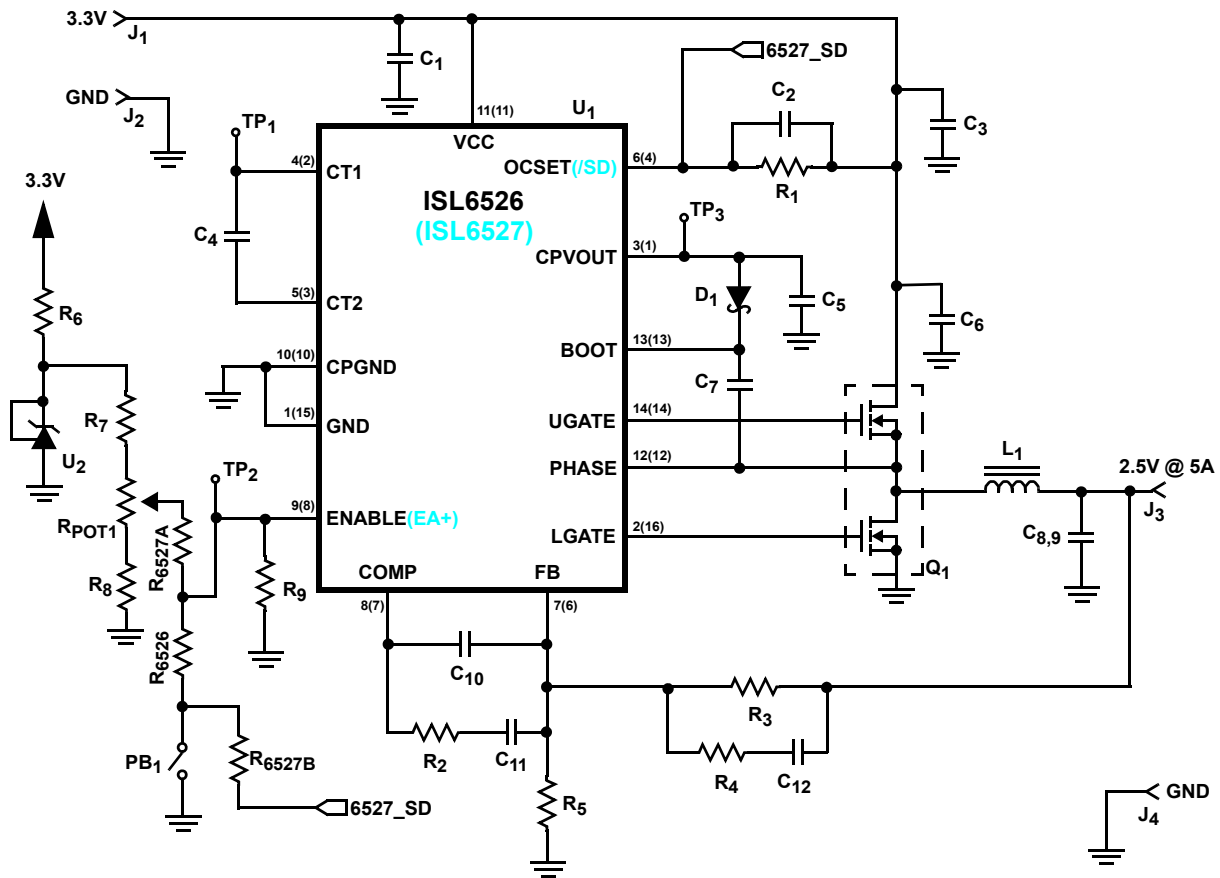 3.3V
J1
C1
6527_SD
GND
J2
TP1
11(11)
U1
C2
C3
VCC
4(2)
CT1
OCSET(/SD)
6(4)
R1
3.3V
ISL6526
(ISL6527)
TP3
C4
CPVOUT
3(1)
D1
C5
R6
5(3)
CT2
C6
BOOT
13(13)
10(10)
CPGND
C7
R7
1(15)
GND
UGATE
14(14)
U2
TP2
PHASE
12(12)
L1
2.5V @ 5A
J3
RPOT1
R6527A
9(8)
ENABLE(EA+)
LGATE
2(16)
C8,9
Q1
R8
R9
COMP
FB
8(7)
7(6)
R6526
C10
R3
PB1
R6527B
R2
C11
R4
C12
R5
6527_SD
GND
J4